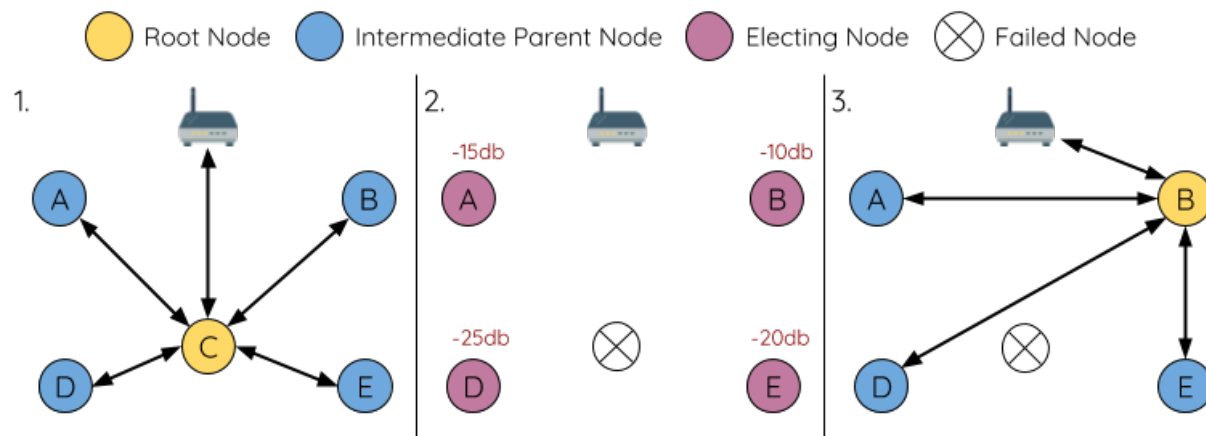 Root Node Intermediate Parent Node Electing Node Failed Node
1.
A
B
C
D
E
2.
-15db
-10db
A
B
-25db
-20db
D
E
3.
A
B
D
E